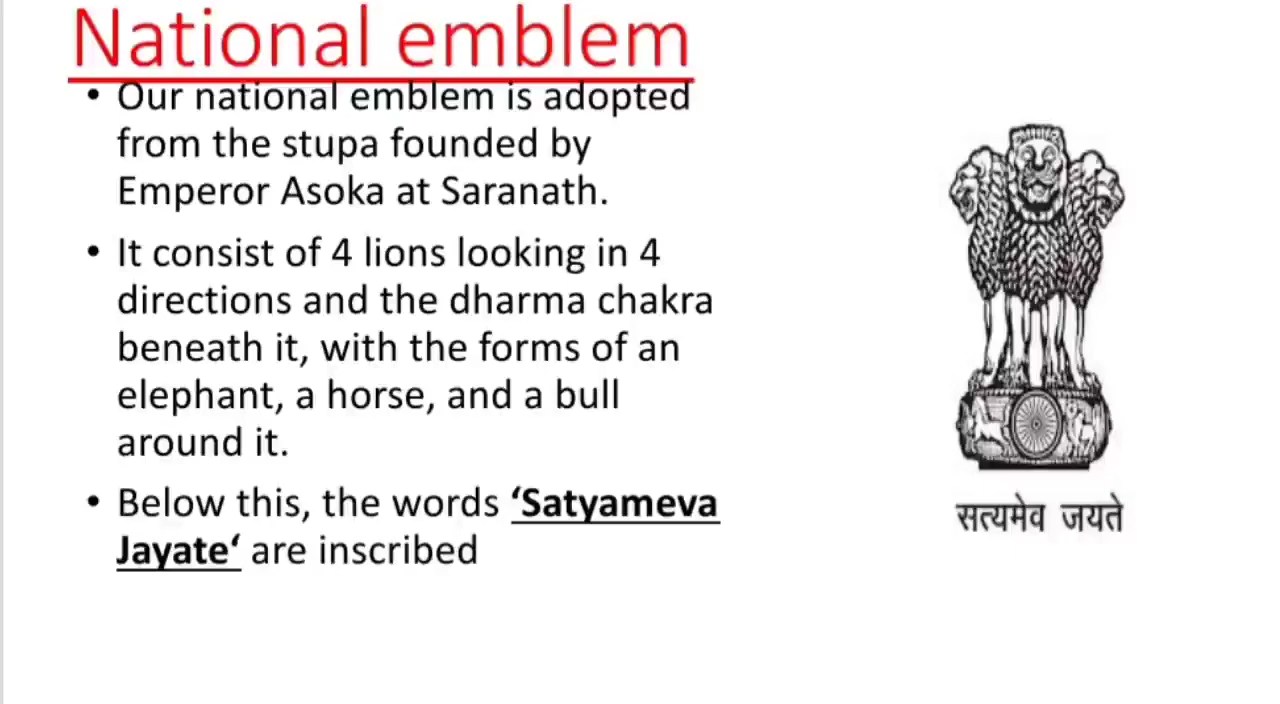 National emblem
• Our national emblem is adopted
from the stupa founded by
Emperor Asoka at Saranath.
• It consist of 4 lions looking in 4
directions and the dharma chakra
beneath it, with the forms of an
elephant, a horse, and a bull
around it.
• Below this, the words ‘Satyameva
Jayate‘ are inscribed
सत्यमेव जयते